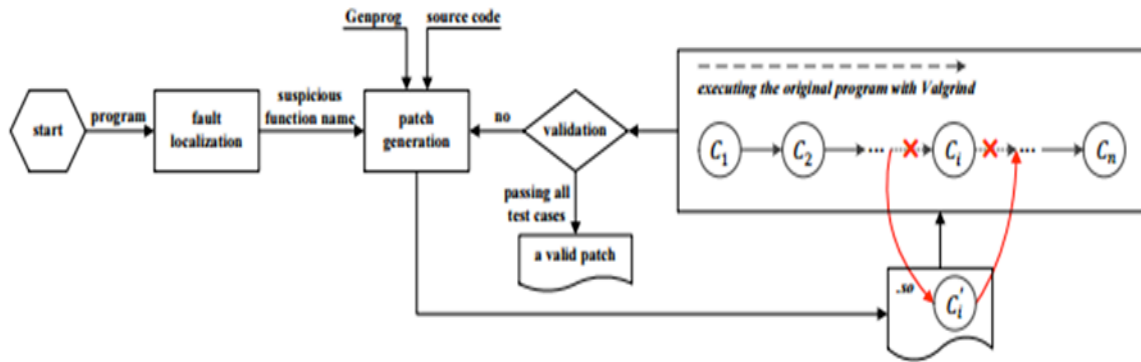 Genprog
source code
start
program
fault
localization
suspicious
function name
patch
generation
no
validation
passing all
test cases
a valid patch
executing the original program with Valgrind
C1
C2
...
Ci
...
Cn
.so
Ci'